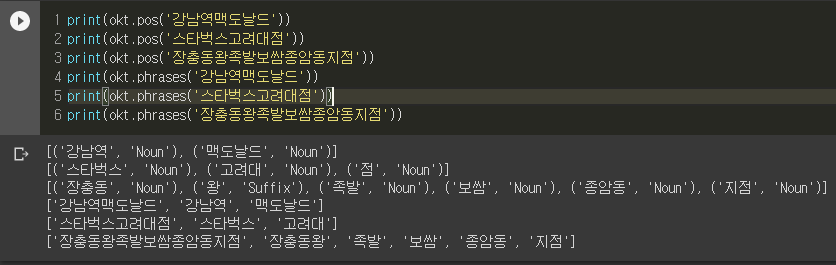 1 print(okt.pos('강남역맥도날드'))
2 print(okt.pos('스타벅스고려대점'))
3 print(okt.pos('장충동왕족발보쌈종암동지점'))
4 print(okt.phrases('강남역맥도날드'))
5 print(okt.phrases('스타벅스고려대점'))
6 print(okt.phrases('장충동왕족발보쌈종암동지점'))
[('강남역', 'Noun'), ('맥도날드', 'Noun')]
[('스타벅스', 'Noun'), ('고려대', 'Noun'), ('점', 'Noun')]
[('장충동', 'Noun'), ('왕', 'Suffix'), ('족발', 'Noun'), ('보쌈', 'Noun'), ('종암동', 'Noun'), ('지점', 'Noun')]
['강남역맥도날드', '강남역', '맥도날드']
['스타벅스고려대점', '스타벅스', '고려대']
['장충동왕족발보쌈종암동지점', '장충동왕', '족발', '보쌈', '종암동', '지점']